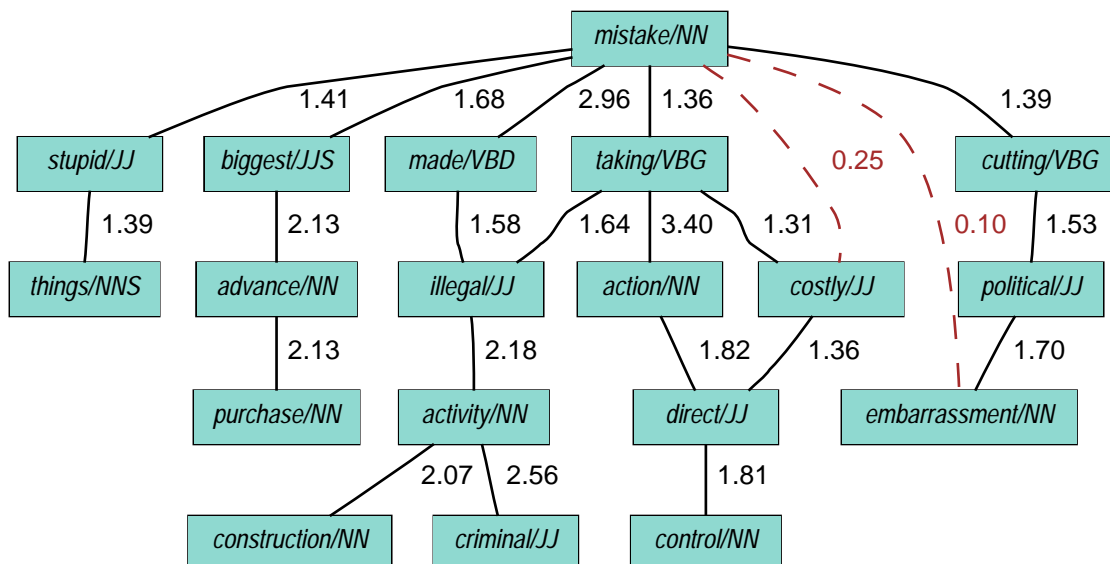 mistake/NN
1.41 1.68 2.96 1.36 1.39
stupid/JJ biggest/JJS made/VBD taking/VBG 0.25 cutting/VBG
1.39 2.13 1.58 1.64 3.40 1.31 0.10 1.53
things/NNS advance/NN illegal/JJ action/NN costly/JJ political/JJ
2.13 2.18 1.82 1.36 1.70
purchase/NN activity/NN direct/JJ embarrassment/NN
2.07 2.56 1.81
construction/NN criminal/JJ control/NN